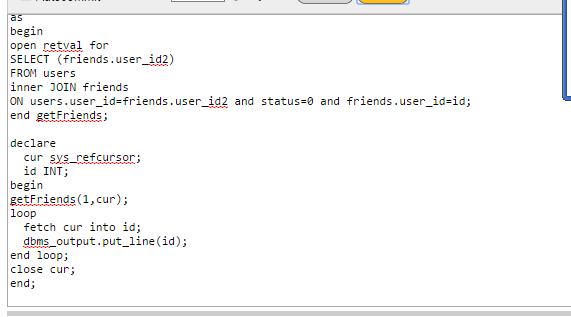 as
begin
open retval for
SELECT (friends.user_id2)
FROM users
inner JOIN friends
ON users.user_id=friends.user_id2 and status=0 and friends.user_id=id;
end getFriends;
declare
cur sys_refcursor;
id INT;
begin
getFriends(1,cur);
loop
fetch cur into id;
dbms_output.put_line(id);
end loop;
close cur;
end;